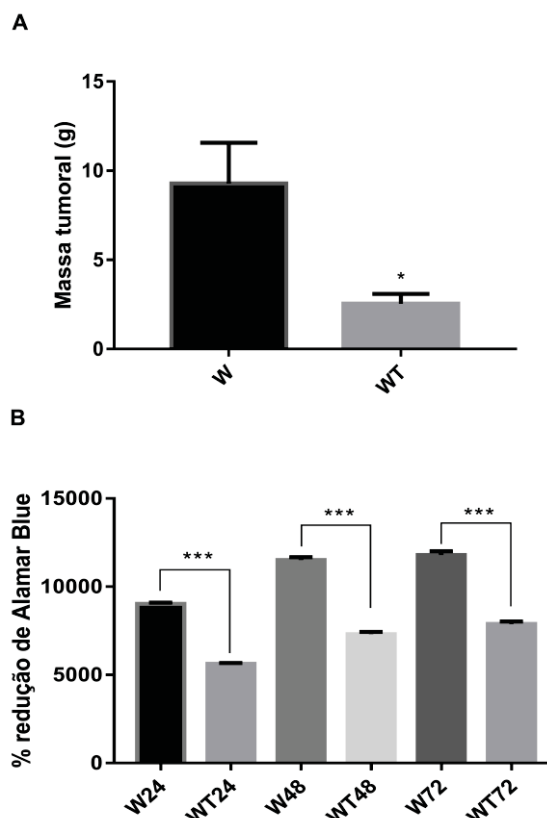 A
Massa tumoral (g)
15
10
5
0
*
W
WT
B
% redução de Alamar Blue
15000
10000
5000
0
***
***
***
W24
WT24
W48
WT48
W72
WT72